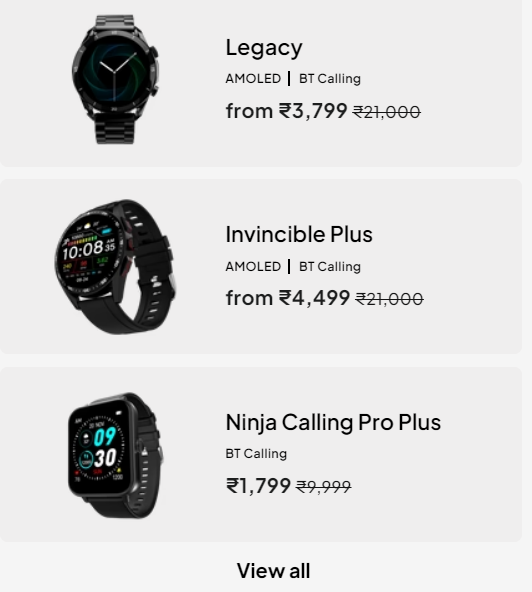 Legacy
AMOLED | BT Calling
from ₹3,799 ₹21,000
Invincible Plus
10:08 35
AMOLED | BT Calling
from ₹4,499 ₹21,000
Ninja Calling Pro Plus
09
30
BT Calling
₹1,799 ₹9,999
View all